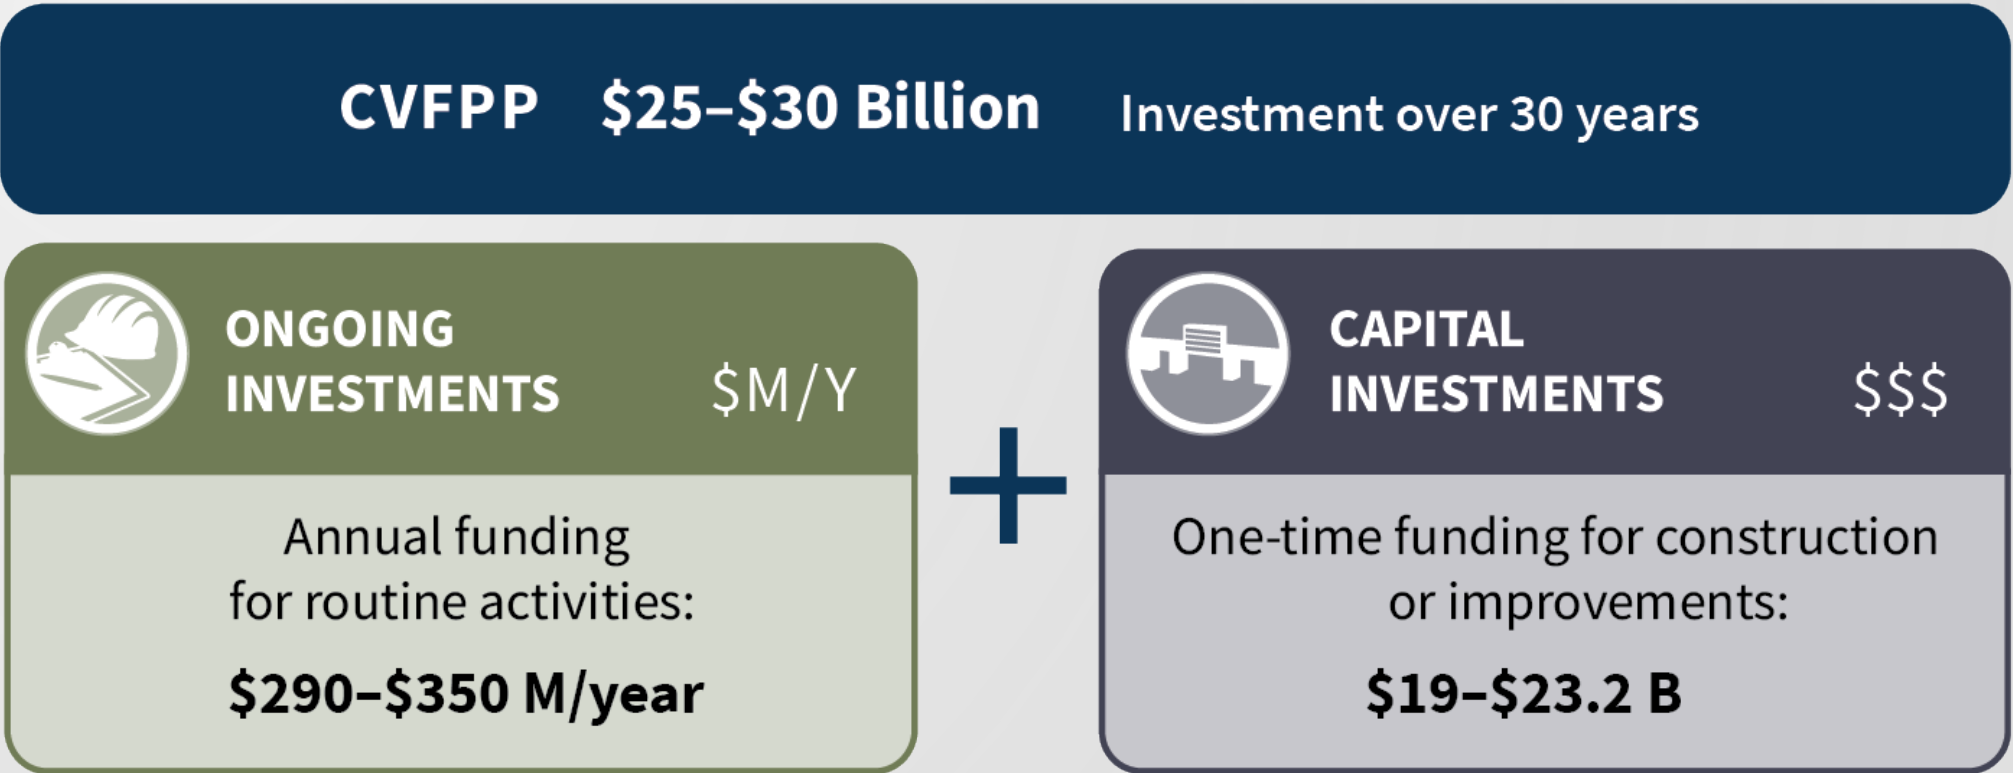 CVFPP $25–$30 Billion Investment over 30 years
ONGOING
INVESTMENTS $M/Y
Annual funding
for routine activities:
$290–$350 M/year
+
CAPITAL
INVESTMENTS $$$
One-time funding for construction
or improvements:
$19–$23.2 B